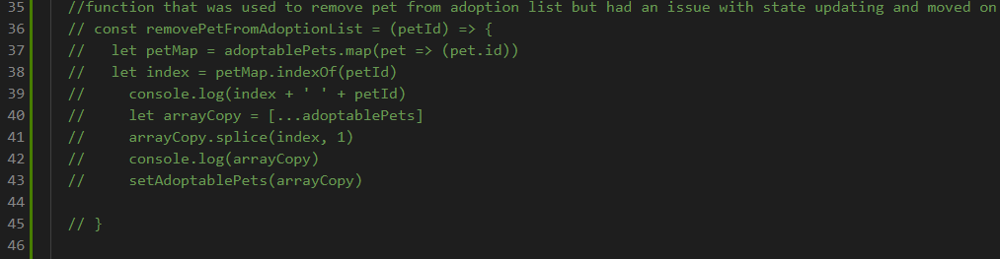 35 //function that was used to remove pet from adoption list but had an issue with state updating and moved on
36 // const removePetFromAdoptionList = (petId) => {
37 //   let petMap = adoptablePets.map(pet => (pet.id))
38 //   let index = petMap.indexOf(petId)
39 //     console.log(index + ' ' + petId)
40 //     let arrayCopy = [...adoptablePets]
41 //     arrayCopy.splice(index, 1)
42 //     console.log(arrayCopy)
43 //     setAdoptablePets(arrayCopy)
44
45 // }
46